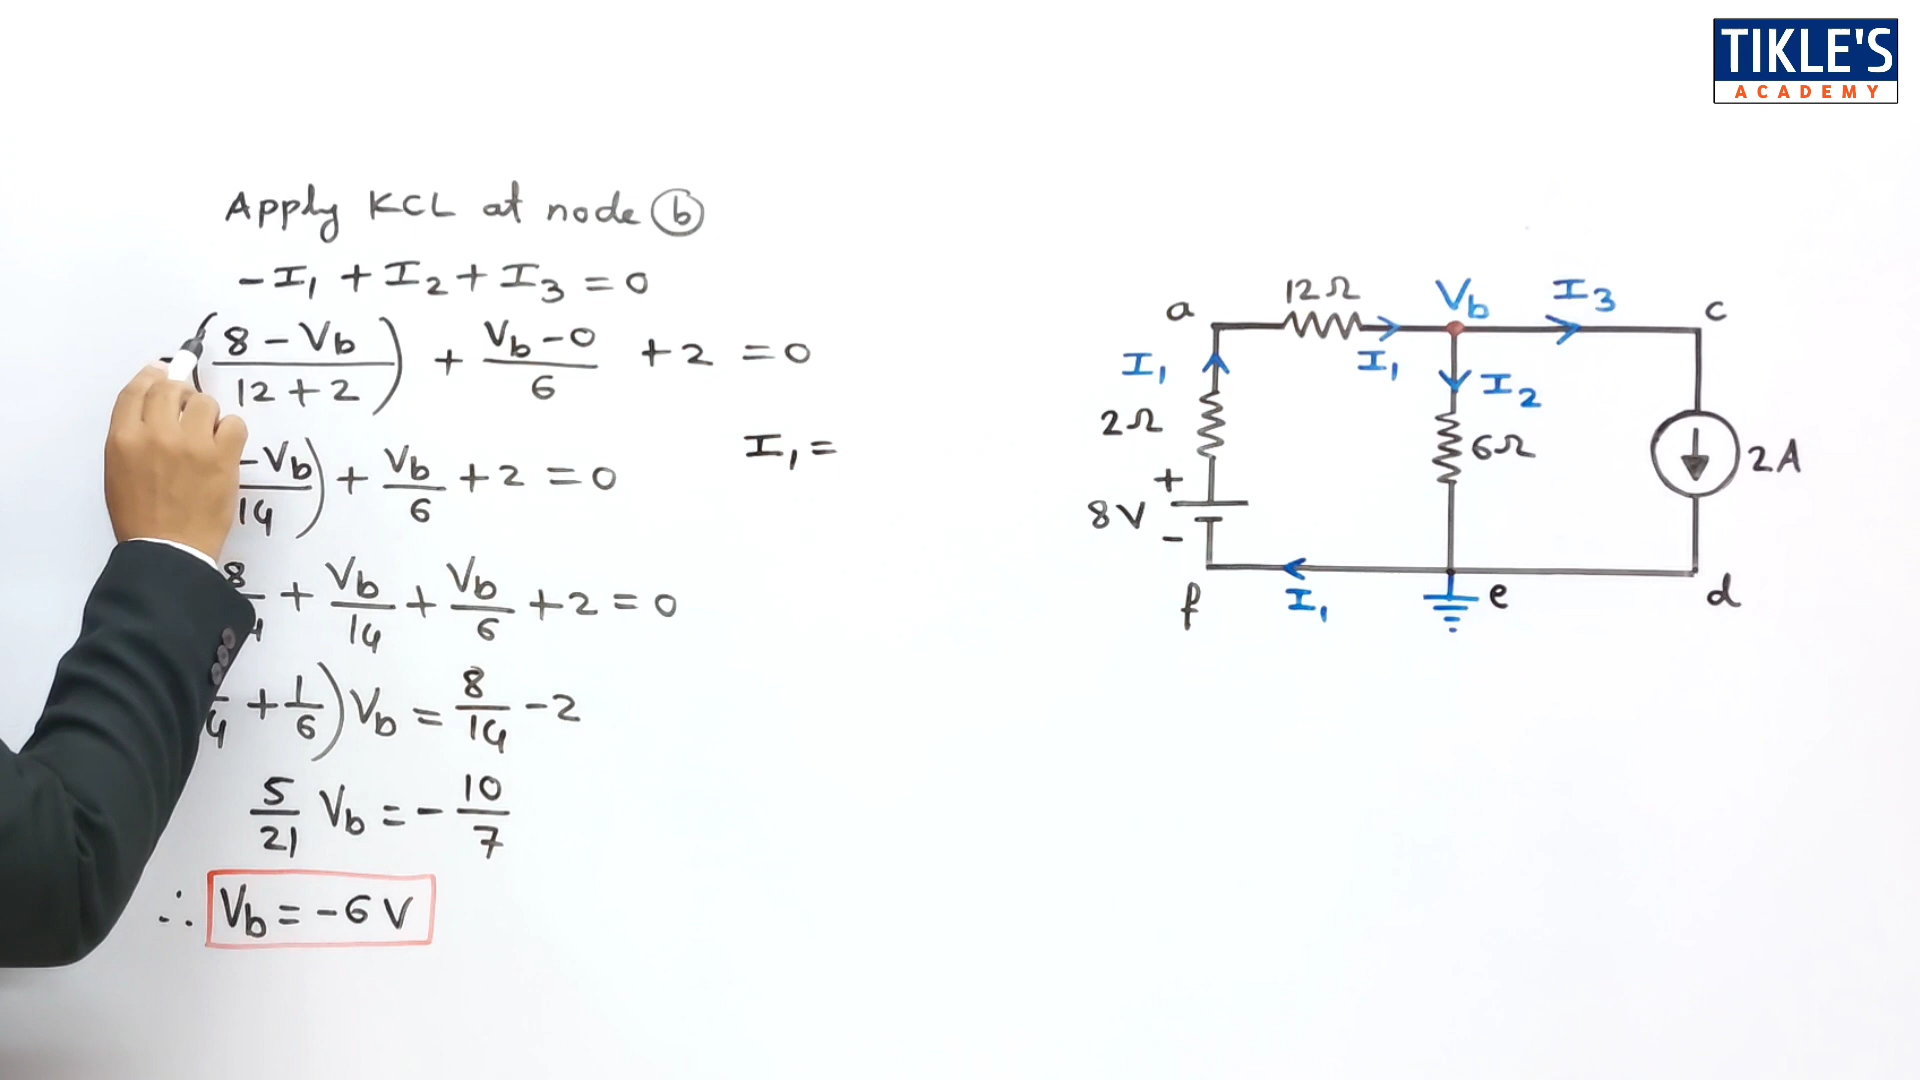 TIKLE'S
ACADEMY
Apply KCL at node ⓑ
-I₁ + I₂ + I₃ = 0
-(8 - Vb / 12 + 2) + Vb - 0 / 6 + 2 = 0
- Vb / 14) + Vb / 6 + 2 = 0
8 / + Vb / 14 + Vb / 6 + 2 = 0
+ 1/6) Vb = 8/14 - 2
5/21 Vb = - 10/7
∴ Vb = -6 V
I₁ =
a
12Ω
Vb
I₃
c
I₁
I₁
I₂
2Ω
6Ω
2A
+
8V
-
f
I₁
e
d